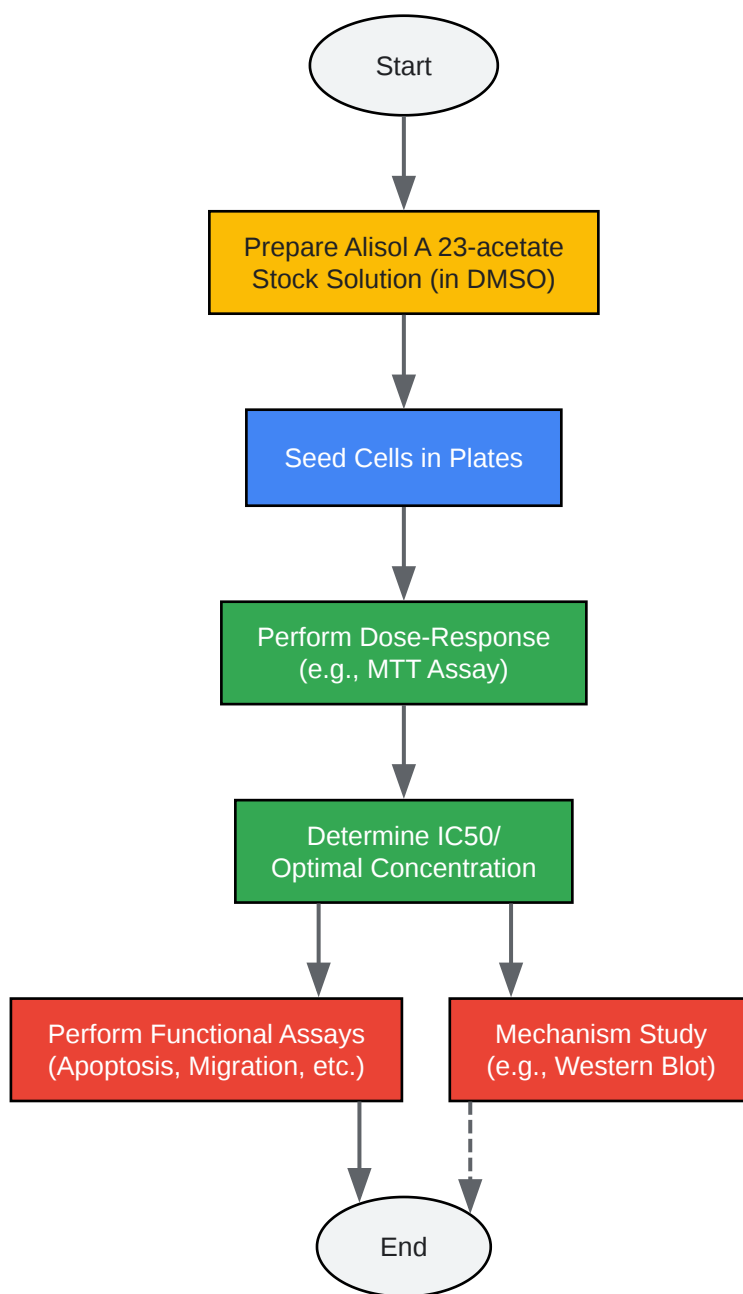 Start
Prepare Alisol A 23-acetate
Stock Solution (in DMSO)
Seed Cells in Plates
Perform Dose-Response
(e.g., MTT Assay)
Determine IC50/
Optimal Concentration
Perform Functional Assays
(Apoptosis, Migration, etc.)
Mechanism Study
(e.g., Western Blot)
End